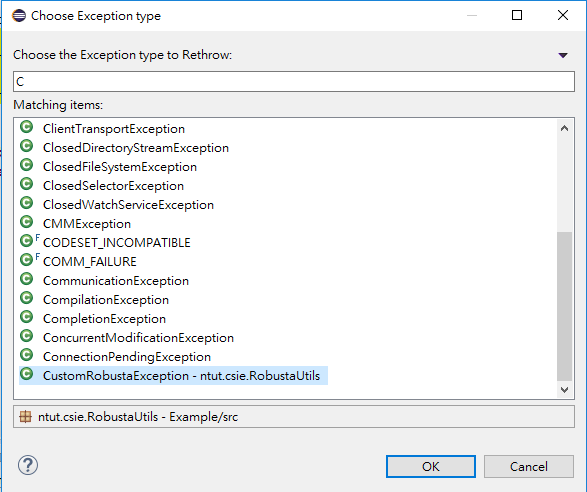 Choose Exception type
Choose the Exception type to Rethrow:
C
Matching items:
C ClientTransportException
C ClosedDirectoryStreamException
C ClosedFileSystemException
C ClosedSelectorException
C ClosedWatchServiceException
C CMMException
C F CODESET_INCOMPATIBLE
C F COMM_FAILURE
C CommunicationException
C CompilationException
C CompletionException
C ConcurrentModificationException
C ConnectionPendingException
C CustomRobustaException - ntut.csie.RobustaUtils
ntut.csie.RobustaUtils - Example/src
? OK Cancel